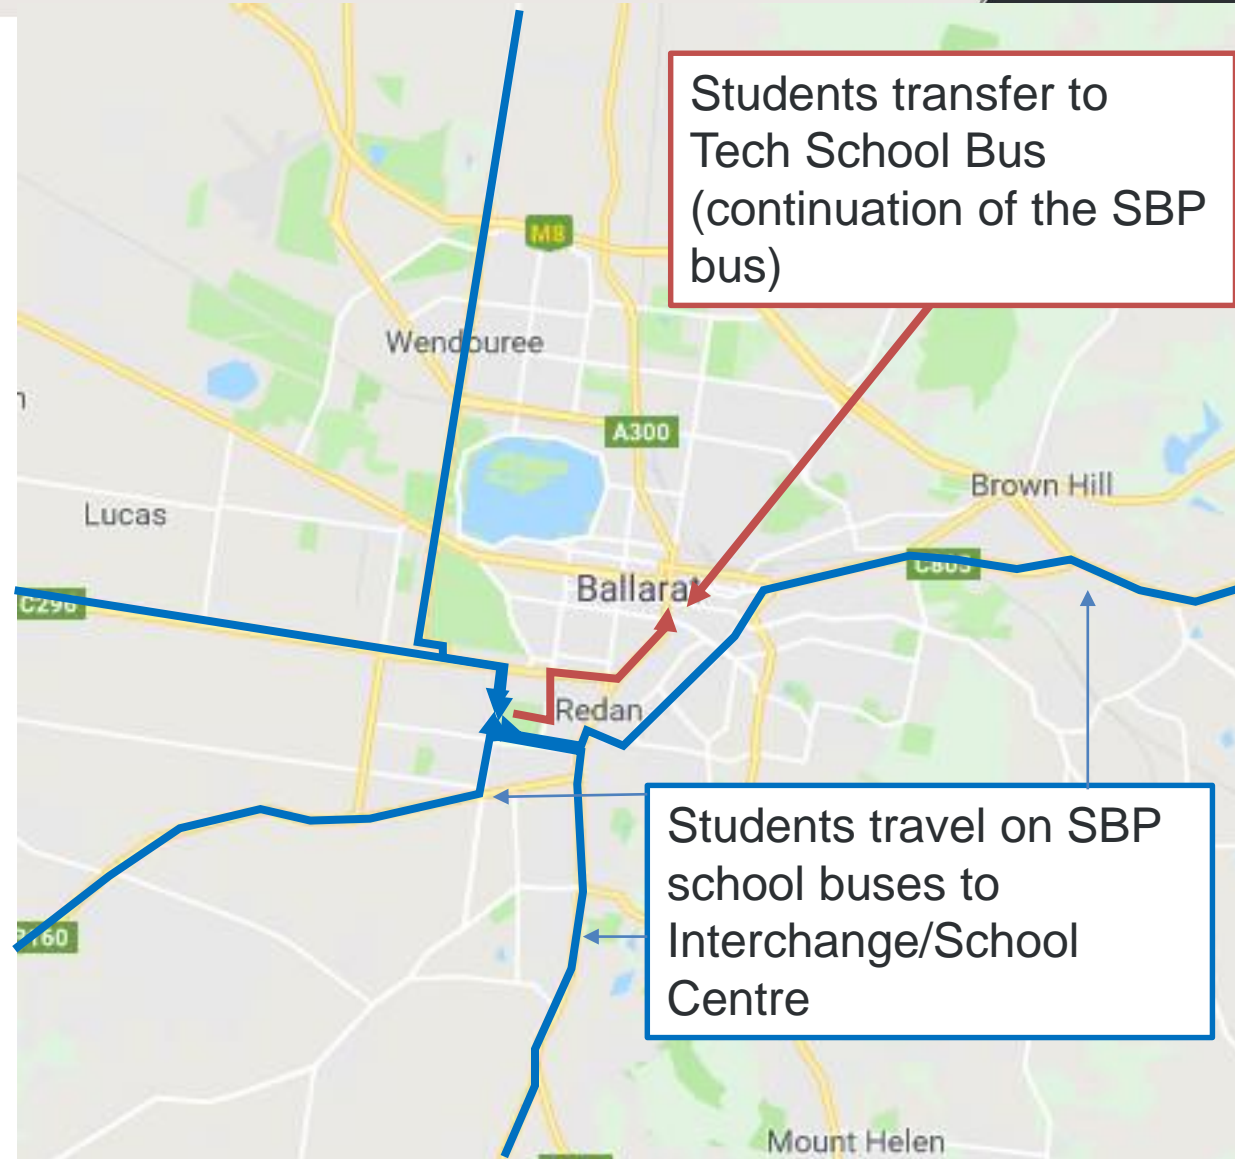 Students transfer to
Tech School Bus
(continuation of the SBP
bus)
M8
Wendouree
A300
Brown Hill
Lucas
C805
Ballarat
C296
Redan
Students travel on SBP
school buses to
Interchange/School
Centre
Mount Helen